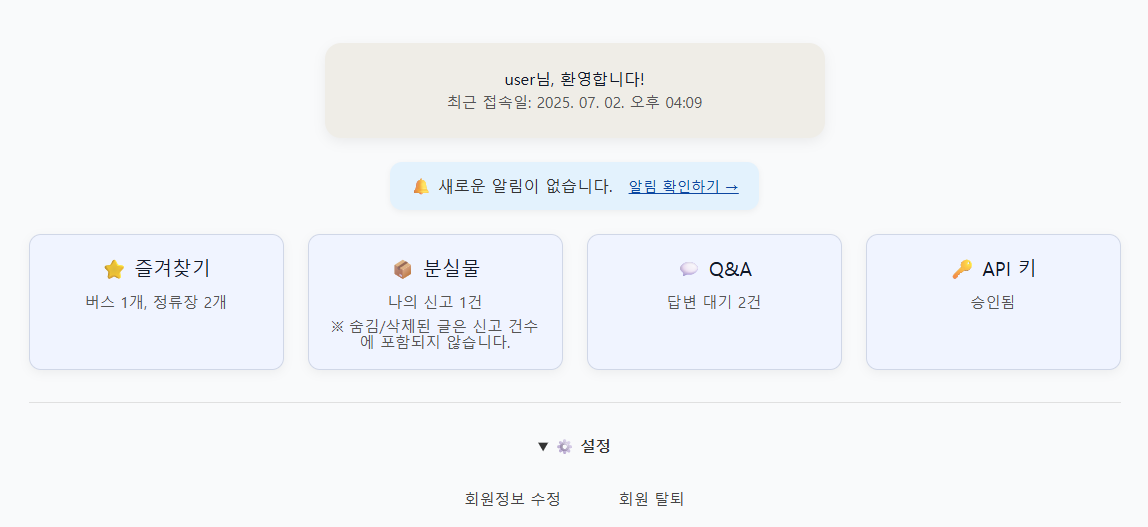 user님, 환영합니다!
최근 접속일: 2025. 07. 02. 오후 04:09
🔔 새로운 알림이 없습니다. 알림 확인하기 →
⭐ 즐겨찾기
버스 1개, 정류장 2개
📦 분실물
나의 신고 1건
※ 숨김/삭제된 글은 신고 건수
에 포함되지 않습니다.
💬 Q&A
답변 대기 2건
🔑 API 키
승인됨
▼ ⚙️ 설정
회원정보 수정 회원 탈퇴